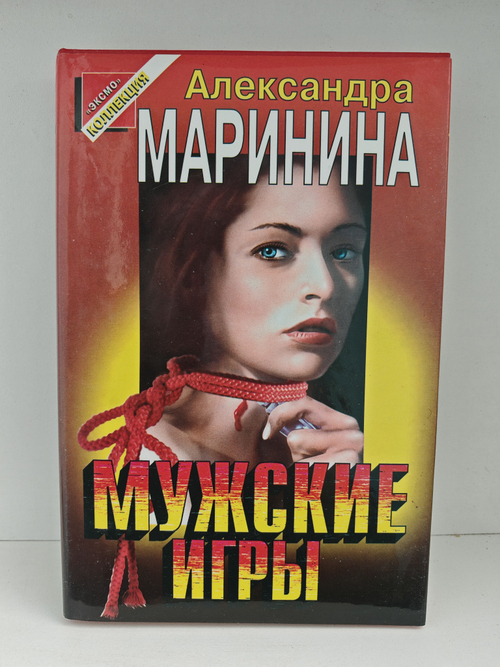 «ЭКСМО»
КОЛЛЕКЦИЯ
Александра
МАРИНИНА
МУЖСКИЕ
ИГРЫ